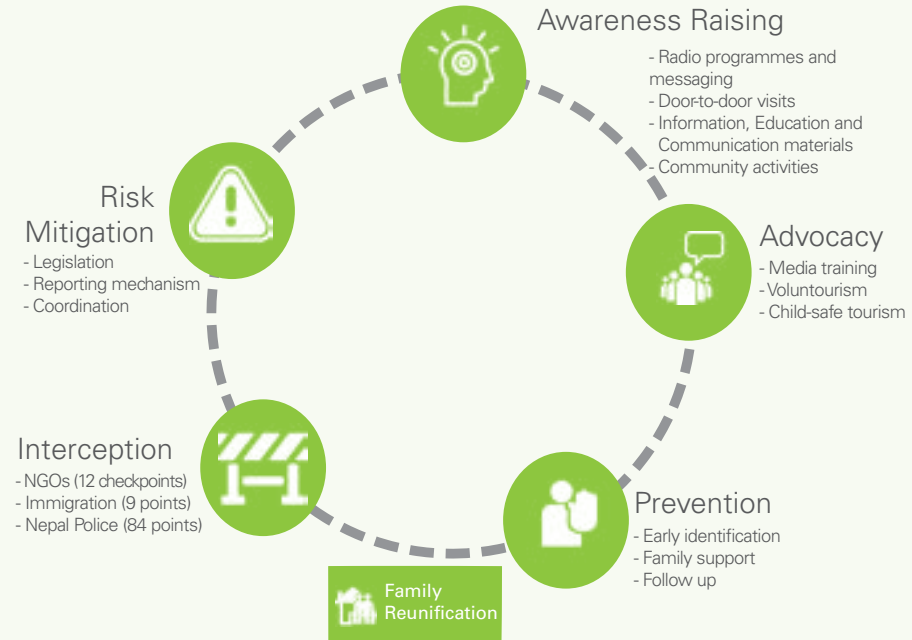 Awareness Raising
- Radio programmes and
messaging
- Door-to-door visits
- Information, Education and
Communication materials
- Community activities
Advocacy
- Media training
- Voluntourism
- Child-safe tourism
Prevention
- Early identification
- Family support
- Follow up
Family
Reunification
Interception
- NGOs (12 checkpoints)
- Immigration (9 points)
- Nepal Police (84 points)
Risk
Mitigation
- Legislation
- Reporting mechanism
- Coordination